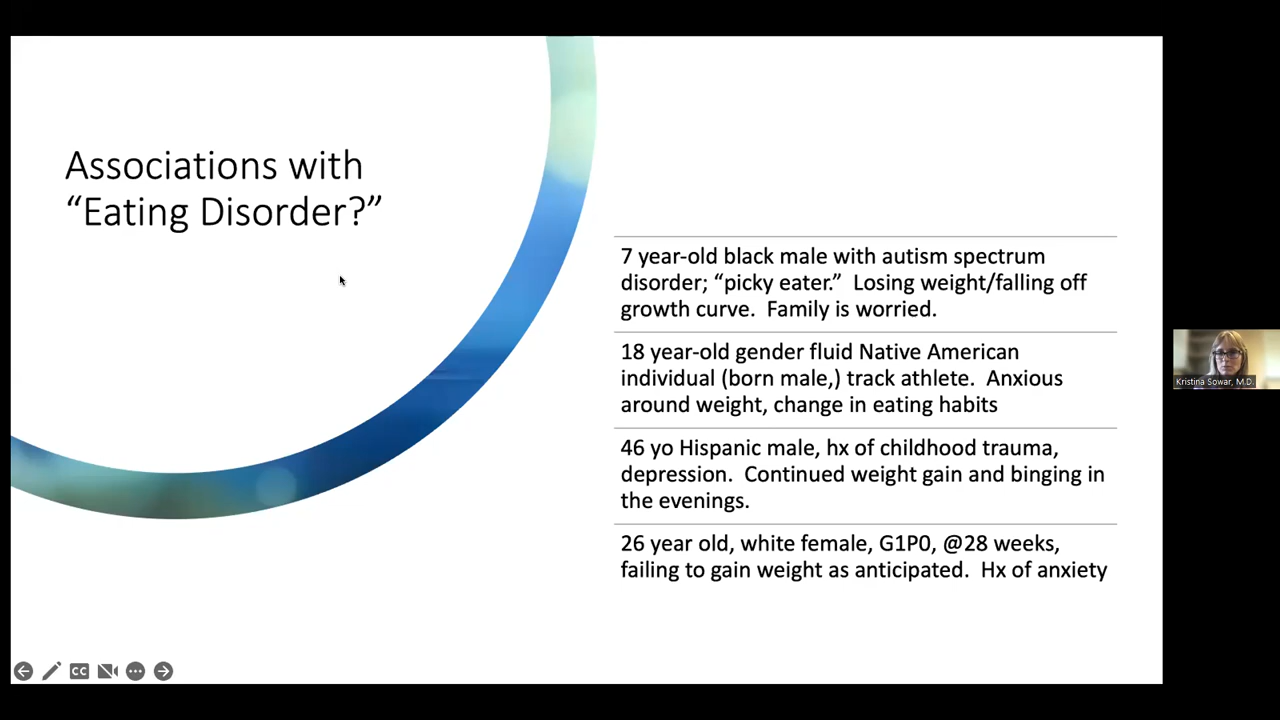 Associations with
“Eating Disorder?”
7 year-old black male with autism spectrum
disorder; “picky eater.”  Losing weight/falling off
growth curve.  Family is worried.
18 year-old gender fluid Native American
individual (born male,) track athlete.  Anxious
around weight, change in eating habits
46 yo Hispanic male, hx of childhood trauma,
depression.  Continued weight gain and binging in
the evenings.
26 year old, white female, G1P0, @28 weeks,
failing to gain weight as anticipated.  Hx of anxiety
Kristina Sowar, M.D.
CC